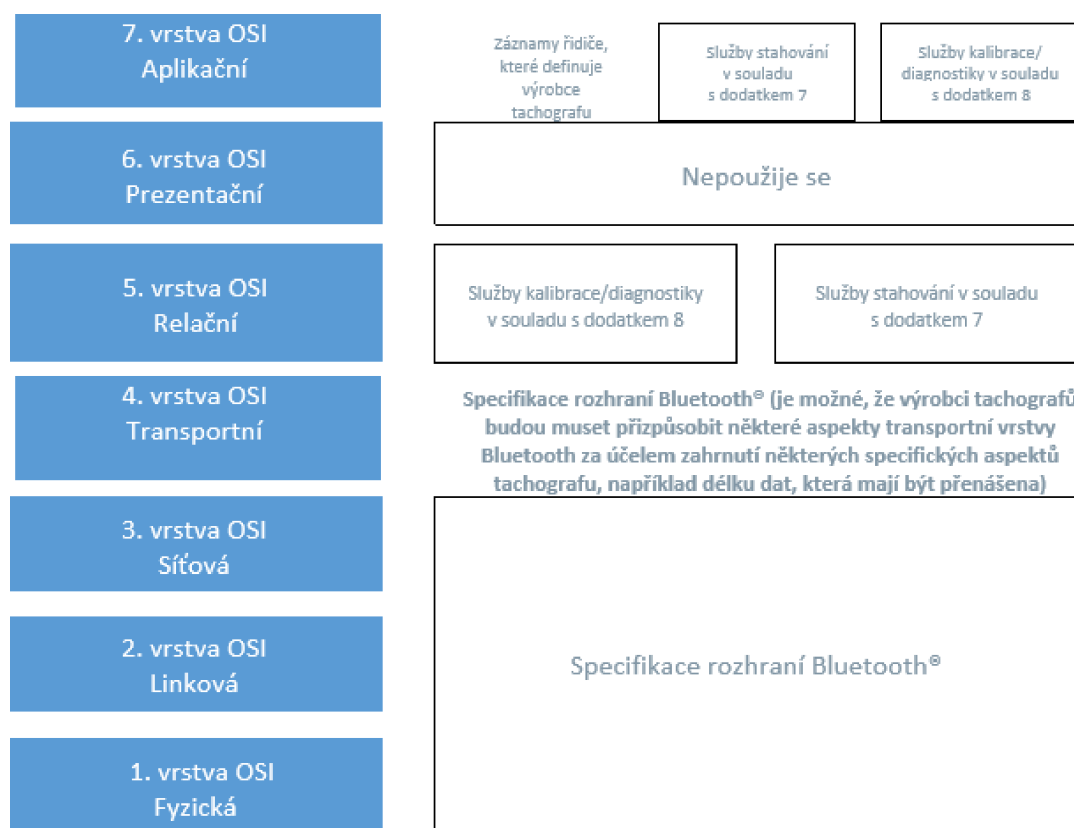 7. vrstva OSI
Aplikační
Záznamy řidiče,
které definuje
výrobce
tachografu
Služby stahování
v souladu
s dodatkem 7
Služby kalibrace/
diagnostiky v souladu
s dodatkem 8
6. vrstva OSI
Prezentační
Nepoužije se
5. vrstva OSI
Relační
Služby kalibrace/diagnostiky
v souladu s dodatkem 8
Služby stahování v souladu
s dodatkem 7
4. vrstva OSI
Transportní
Specifikace rozhraní Bluetooth® (je možné, že výrobci tachografů
budou muset přizpůsobit některé aspekty transportní vrstvy
Bluetooth za účelem zahrnutí některých specifických aspektů
tachografu, například délku dat, která mají být přenášena)
3. vrstva OSI
Síťová
2. vrstva OSI
Linková
Specifikace rozhraní Bluetooth®
1. vrstva OSI
Fyzická